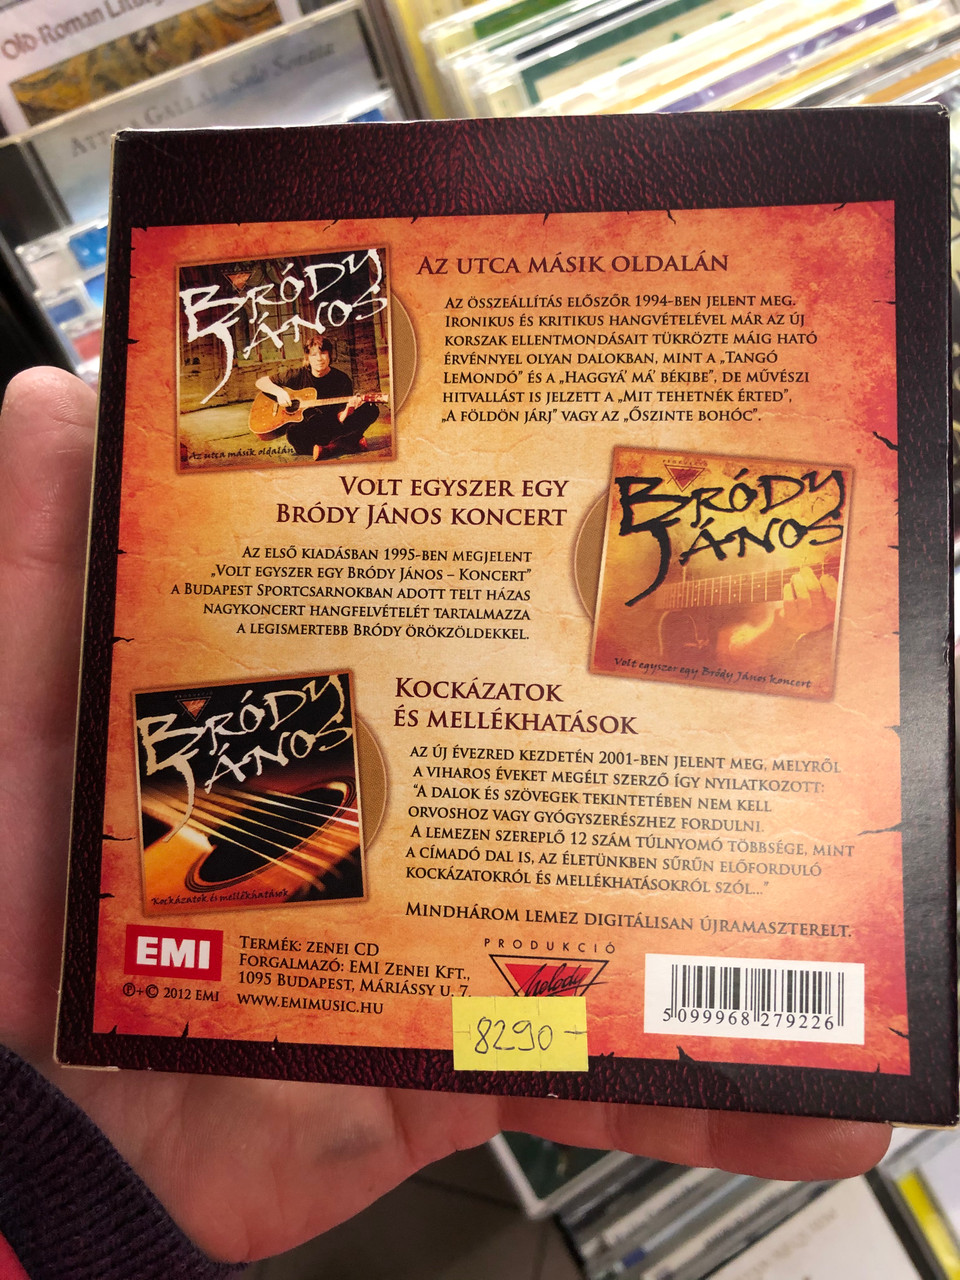 Old Roman Liturg
ATTILA GALLAI Solo Sonata
BRÓDY
JÁNOS
Az utca másik oldalán
AZ UTCA MÁSIK OLDALÁN
AZ ÖSSZEÁLLÍTÁS ELŐSZŐR 1994-BEN JELENT MEG.
IRONIKUS ÉS KRITIKUS HANGVÉTELÉVEL MÁR AZ ÚJ
KORSZAK ELLENTMONDÁSAIT TÜKRÖZTE MÁIG HATÓ
ÉRVÉNNYEL OLYAN DALOKBAN, MINT A „TANGÓ
LEMONDÓ” ÉS A „HAGGYÁ’ MÁ’ BÉKIBE”, DE MŰVÉSZI
HITVALLÁST IS JELZETT A „MIT TEHETNÉK ÉRTED”,
„A FÖLDÖN JÁRJ” VAGY AZ „ŐSZINTE BOHÓC”.
VOLT EGYSZER EGY
BRÓDY JÁNOS KONCERT
AZ ELSŐ KIADÁSBAN 1995-BEN MEGJELENT
„VOLT EGYSZER EGY BRÓDY JÁNOS – KONCERT”
A BUDAPEST SPORTCSARNOKBAN ADOTT TELT HÁZAS
NAGYKONCERT HANGFELVÉTELÉT TARTALMAZZA
A LEGISMERTEBB BRÓDY ÖRÖKZÖLDEKKEL.
PRODUKCIÓ
BRÓDY
JÁNOS
Volt egyszer egy Bródy János koncert
PRODUKCIÓ
BRÓDY
JÁNOS
Kockázatok és mellékhatások
KOCKÁZATOK
ÉS MELLÉKHATÁSOK
AZ ÚJ ÉVEZRED KEZDETÉN 2001-BEN JELENT MEG, MELYRŐL
A VIHAROS ÉVEKET MEGÉLT SZERZŐ ÍGY NYILATKOZOTT:
“A DALOK ÉS SZÖVEGEK TEKINTETÉBEN NEM KELL
ORVOSHOZ VAGY GYÓGYSZERÉSZHEZ FORDULNI.
A LEMEZEN SZEREPLŐ 12 SZÁM TÚLNYOMÓ TÖBBSÉGE, MINT
A CÍMADÓ DAL IS, AZ ÉLETÜNKBEN SŰRŰN ELŐFORDULÓ
KOCKÁZATOKRÓL ÉS MELLÉKHATÁSOKRÓL SZÓL...”
MINDHÁROM LEMEZ DIGITÁLISAN ÚJRAMASZTERELT.
EMI
℗+© 2012 EMI
TERMÉK: ZENEI CD
FORGALMAZÓ: EMI ZENEI KFT.,
1095 BUDAPEST, MÁRIÁSSY U. 7.
WWW.EMIMUSIC.HU
PRODUKCIÓ
Melody
8290-
5 099968 279226